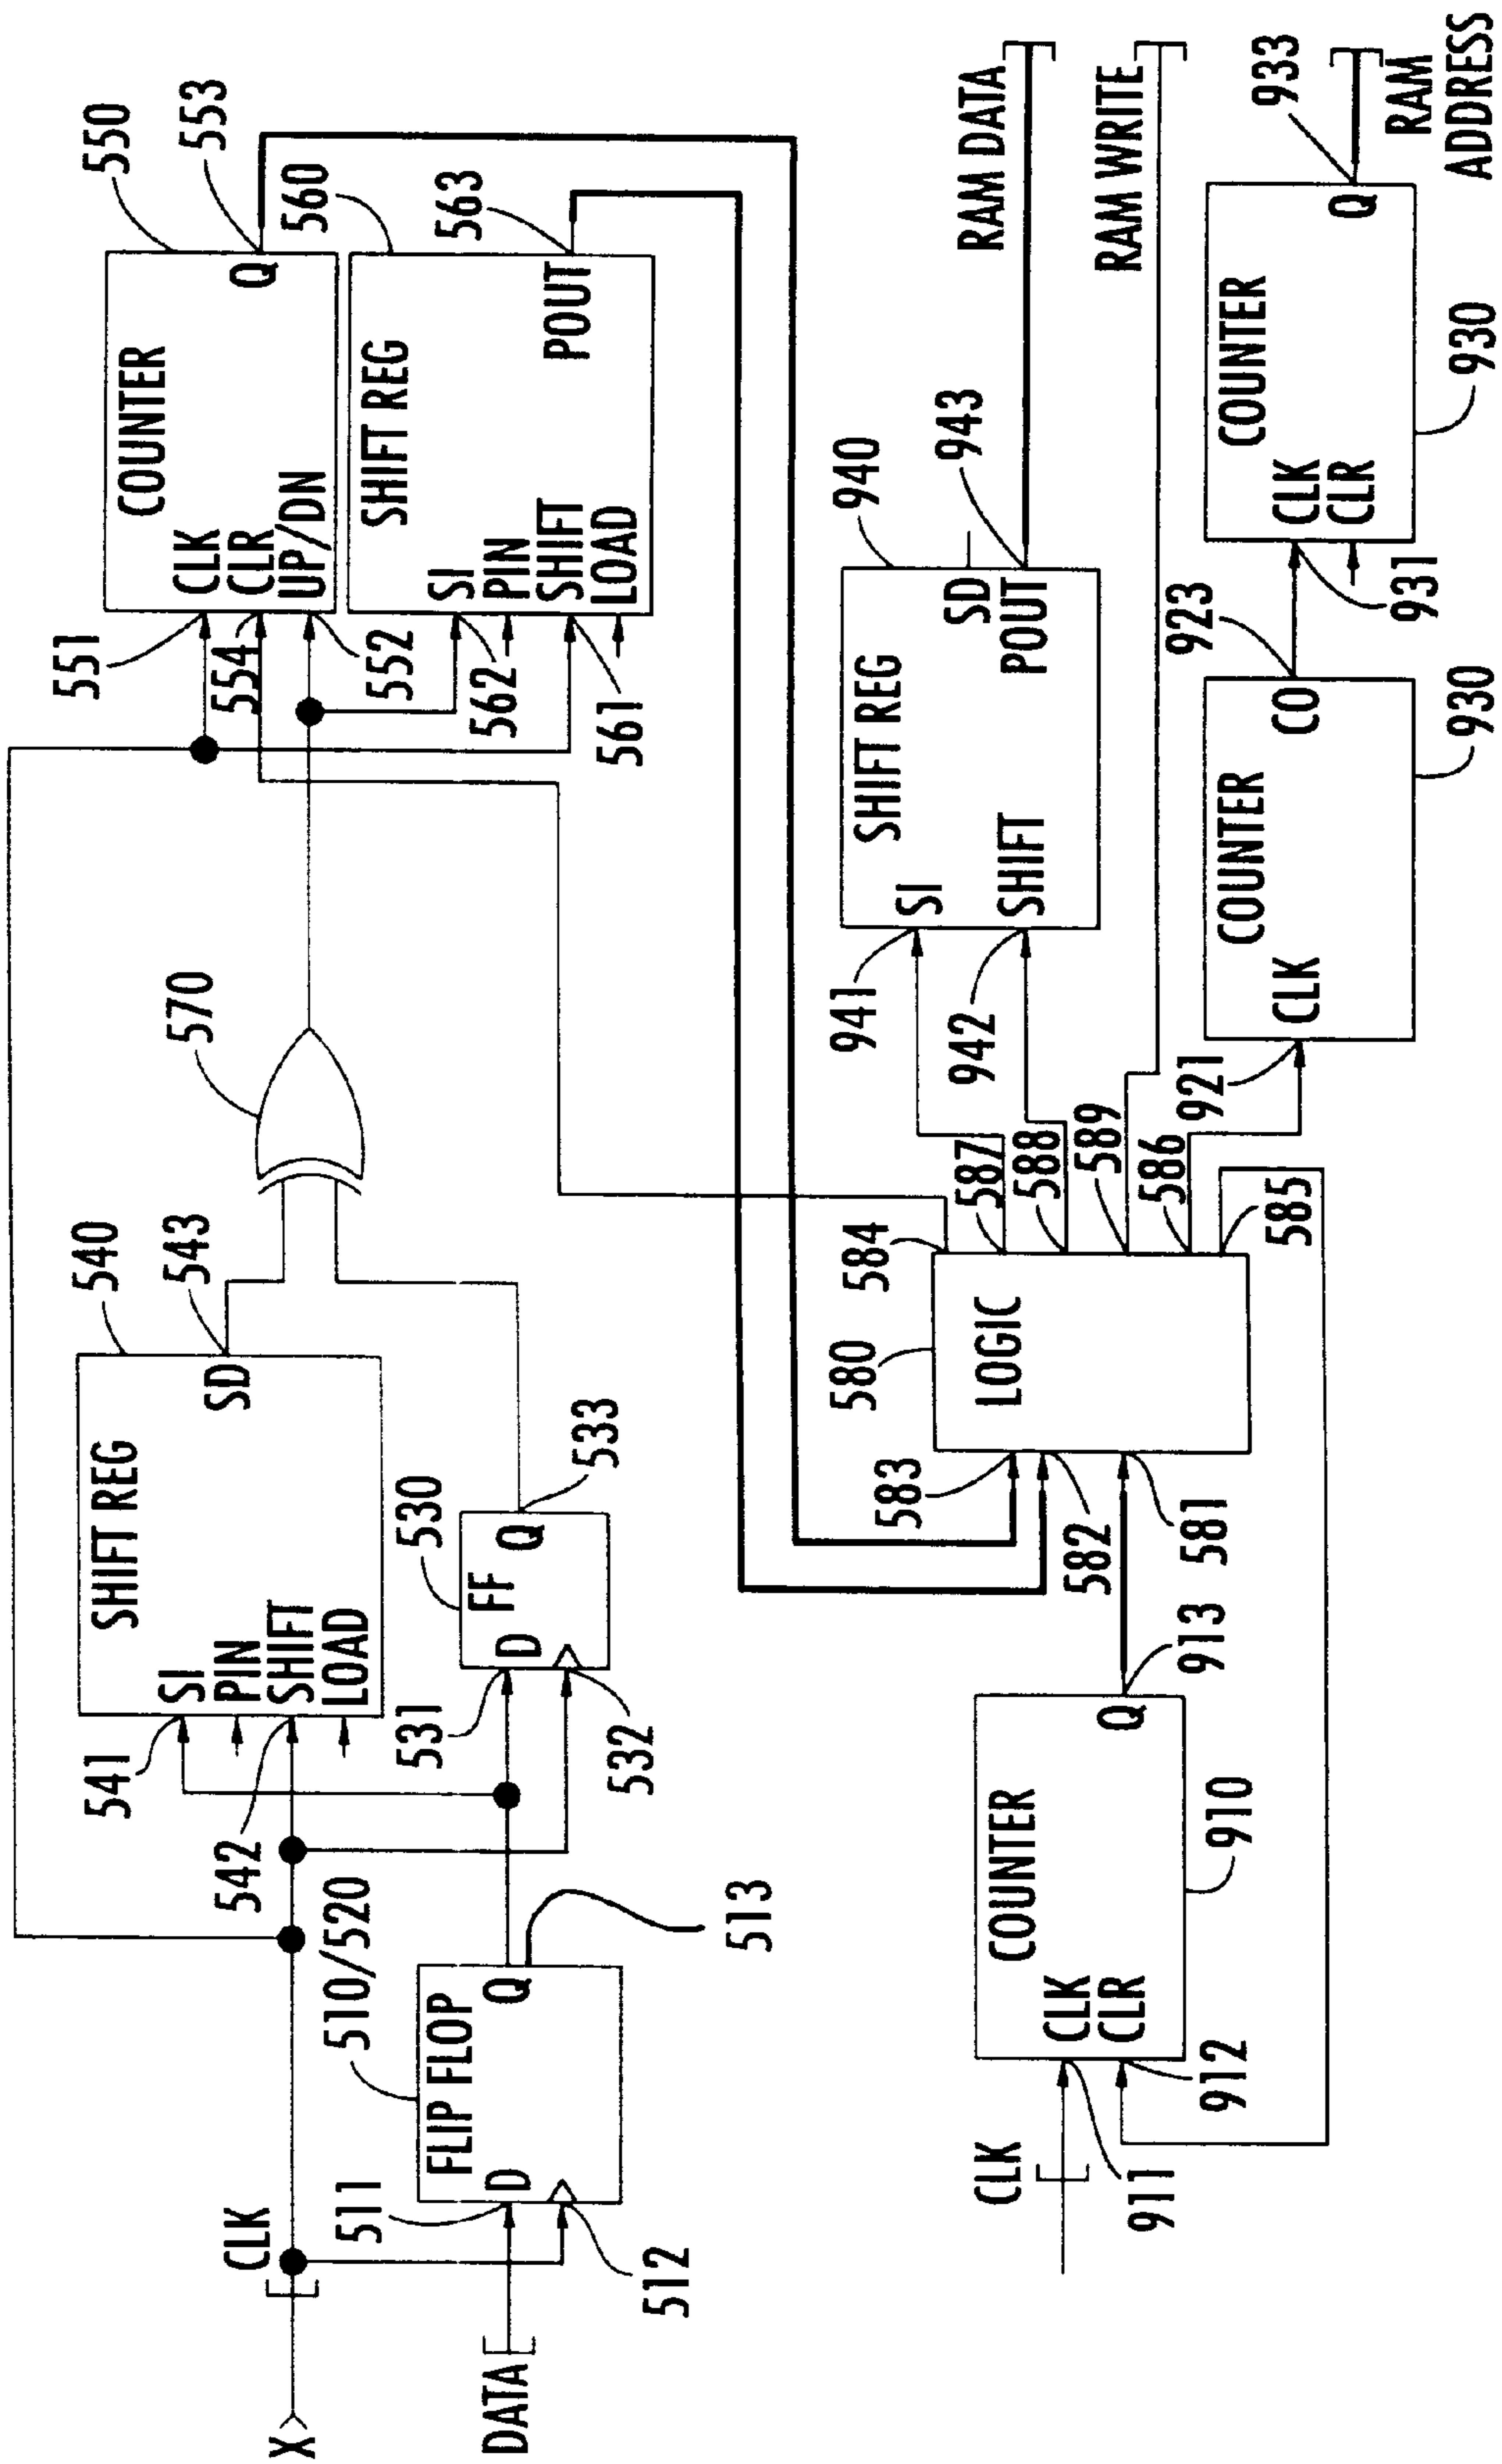 X
CLK
DATA
511
512
510/520
FLIP FLOP
D
Q
513
541
542
SHIFT REG
SI
PIN
SHIFT
LOAD
SD
540
543
531
532
530
FF
D
Q
533
570
551
554
552
COUNTER
CLK
CLR
UP/DN
Q
550
553
562
561
SHIFT REG
SI
PIN
SHIFT
LOAD
POUT
560
563
CLK
911
912
COUNTER
CLK
CLR
Q
910
913
583
582
581
580
LOGIC
584
587
588
589
586
585
941
942
SHIFT REG
SI
SHIFT
SD
POUT
940
943
RAM DATA
RAM WRITE
921
COUNTER
CLK
CO
930
923
931
COUNTER
CLK
CLR
Q
930
933
RAM
ADDRESS